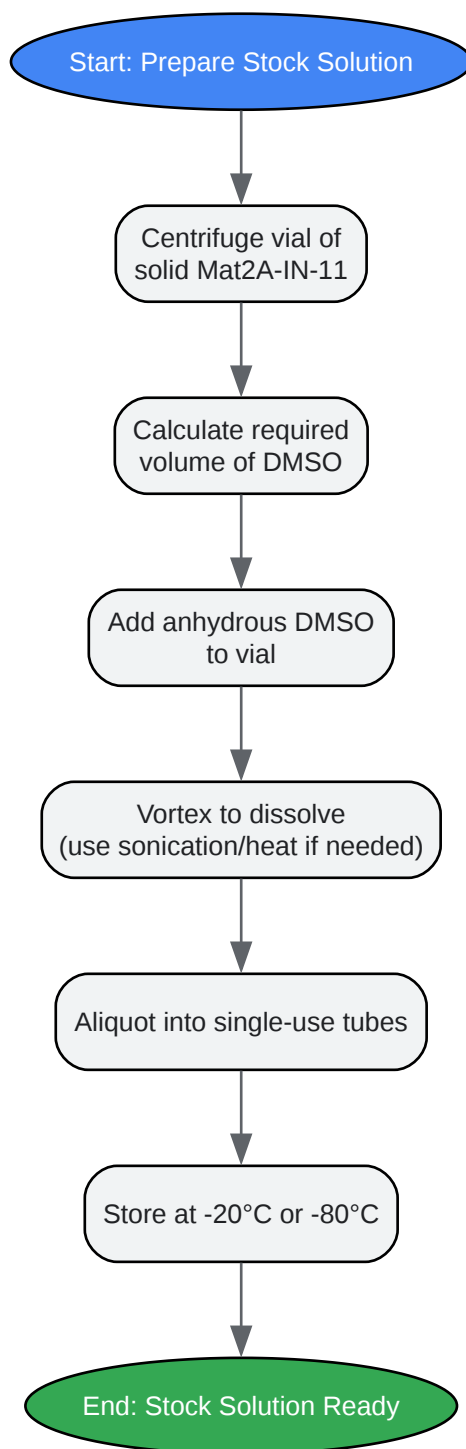 Start: Prepare Stock Solution
Centrifuge vial of
solid Mat2A-IN-11
Calculate required
volume of DMSO
Add anhydrous DMSO
to vial
Vortex to dissolve
(use sonication/heat if needed)
Aliquot into single-use tubes
Store at -20°C or -80°C
End: Stock Solution Ready